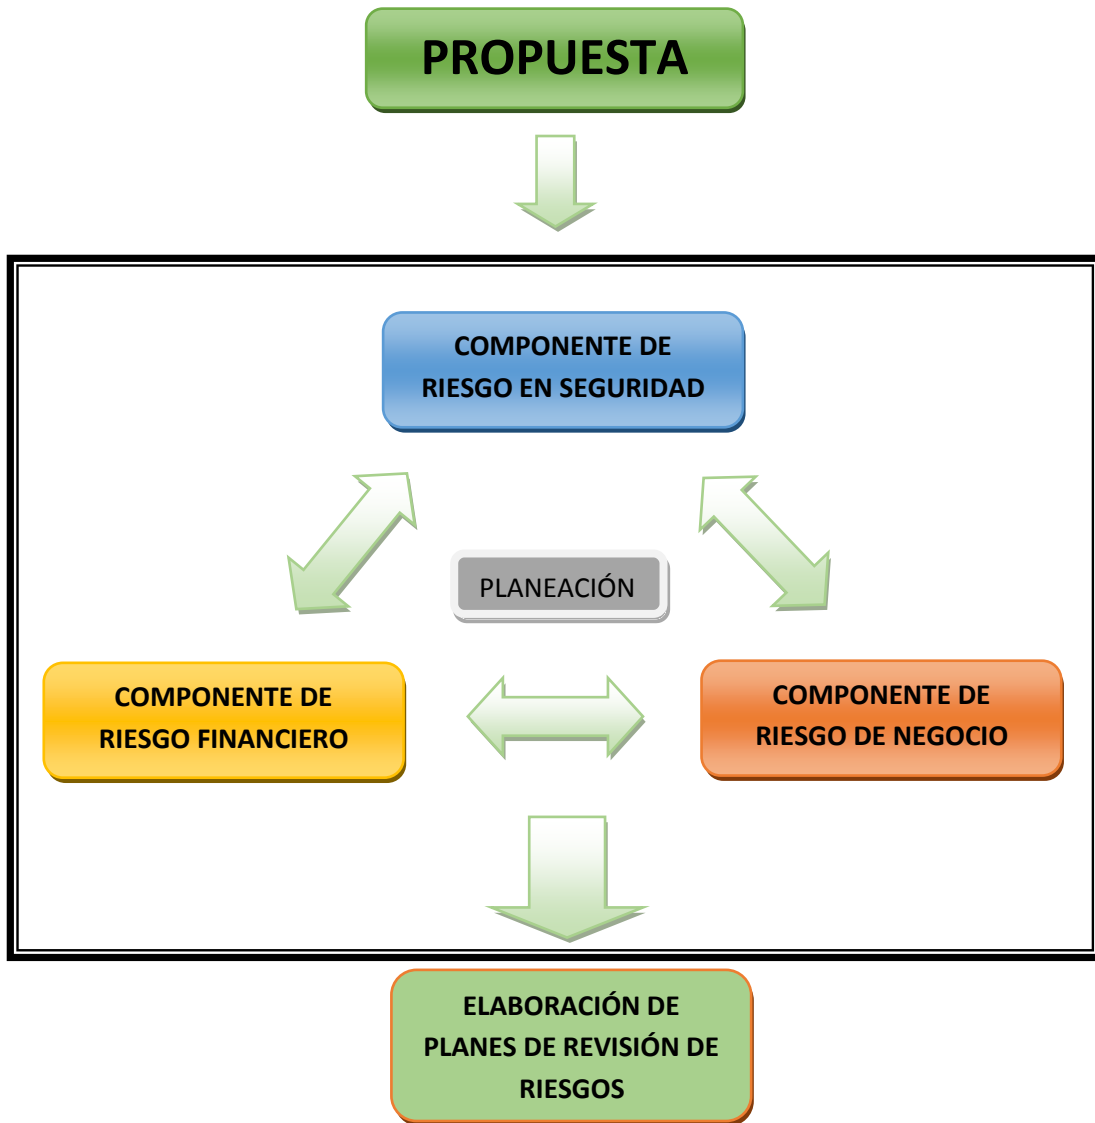 PROPUESTA
COMPONENTE DE
RIESGO EN SEGURIDAD
PLANEACIÓN
COMPONENTE DE
RIESGO FINANCIERO
COMPONENTE DE
RIESGO DE NEGOCIO
ELABORACIÓN DE
PLANES DE REVISIÓN DE
RIESGOS